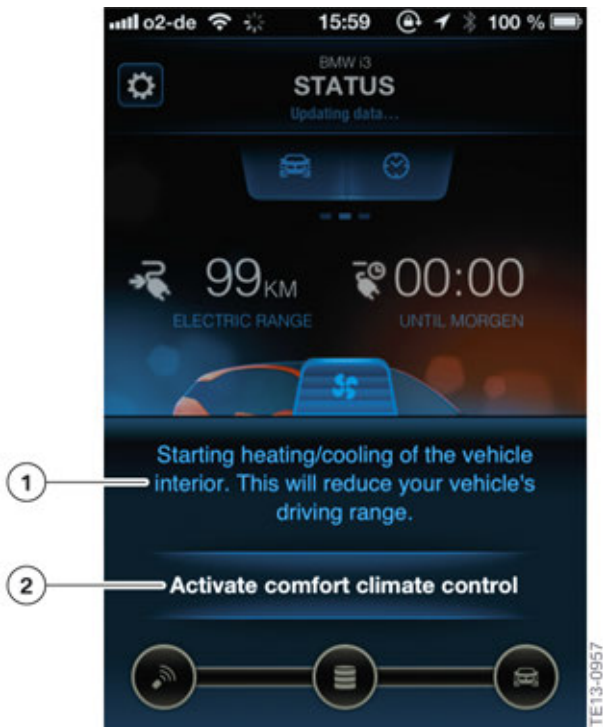 o2-de 15:59 100 %
BMW i3
STATUS
Updating data...
99 KM 00:00
ELECTRIC RANGE UNTIL MORGEN
Starting heating/cooling of the vehicle
1 interior. This will reduce your vehicle's
driving range.
2 Activate comfort climate control
TE13-0957